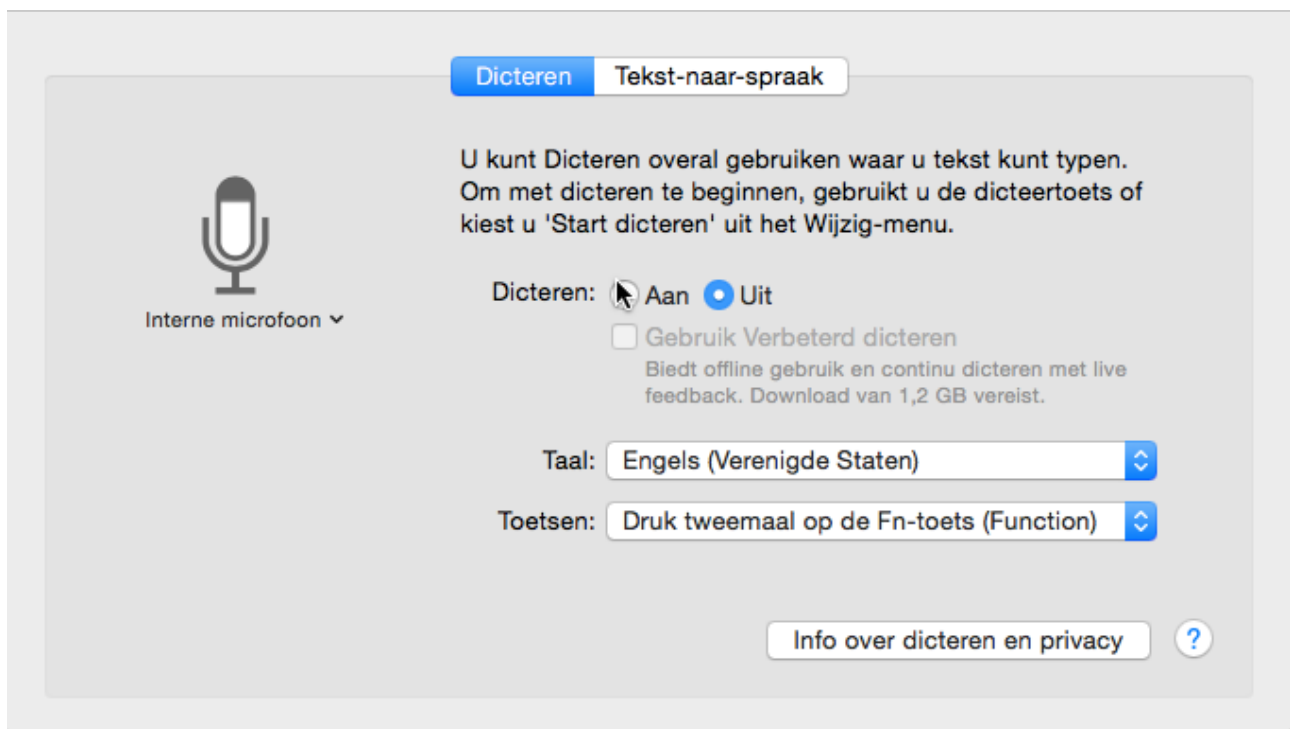 Dicteren Tekst-naar-spraak
U kunt Dicteren overal gebruiken waar u tekst kunt typen.
Om met dicteren te beginnen, gebruikt u de dicteertoets of
kiest u 'Start dicteren' uit het Wijzig-menu.
Interne microfoon
Dicteren: Aan Uit
Gebruik Verbeterd dicteren
Biedt offline gebruik en continu dicteren met live
feedback. Download van 1,2 GB vereist.
Taal: Engels (Verenigde Staten)
Toetsen: Druk tweemaal op de Fn-toets (Function)
Info over dicteren en privacy ?